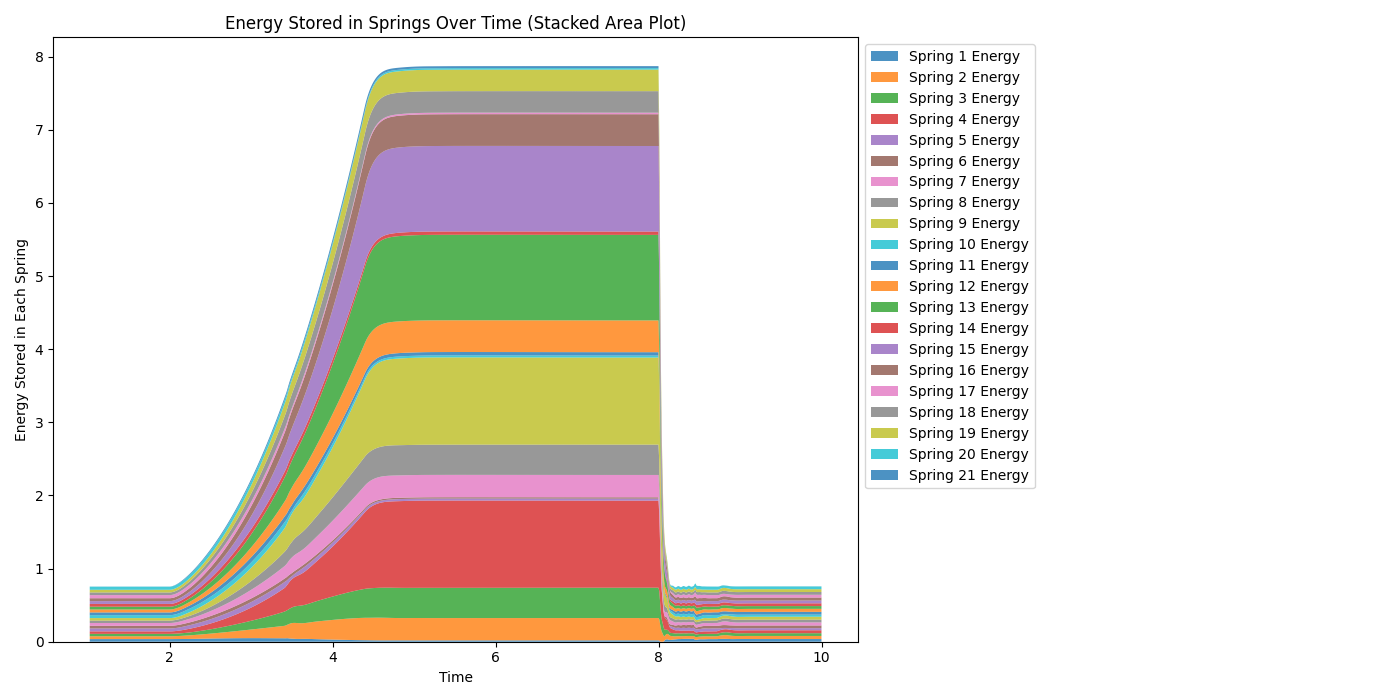 Energy Stored in Springs Over Time (Stacked Area Plot)
Energy Stored in Each Spring
8
7
6
5
4
3
2
1
0
2 4 6 8 10
Time
Spring 1 Energy
Spring 2 Energy
Spring 3 Energy
Spring 4 Energy
Spring 5 Energy
Spring 6 Energy
Spring 7 Energy
Spring 8 Energy
Spring 9 Energy
Spring 10 Energy
Spring 11 Energy
Spring 12 Energy
Spring 13 Energy
Spring 14 Energy
Spring 15 Energy
Spring 16 Energy
Spring 17 Energy
Spring 18 Energy
Spring 19 Energy
Spring 20 Energy
Spring 21 Energy